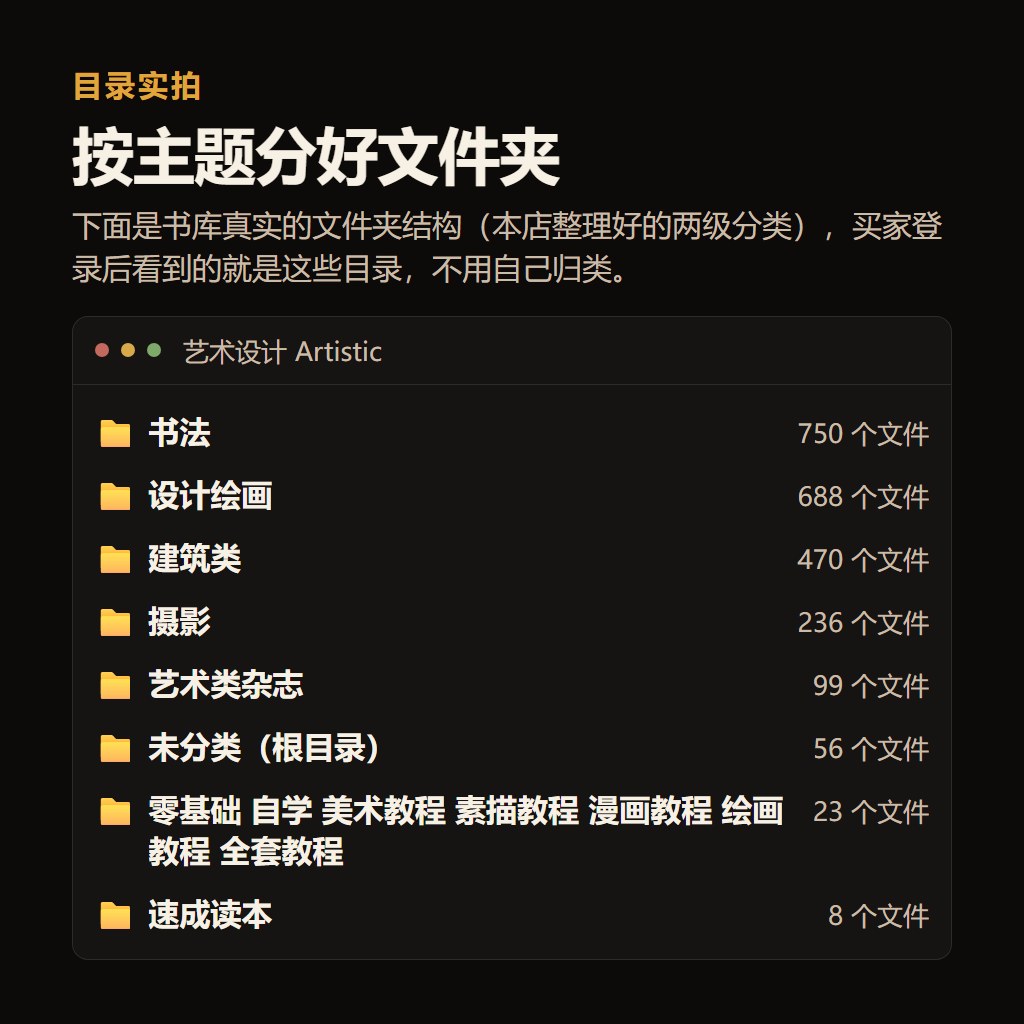 目录实拍
按主题分好文件夹
下面是书库真实的文件夹结构（本店整理好的两级分类），买家登
录后看到的就是这些目录，不用自己归类。
艺术设计 Artistic
书法 750 个文件
设计绘画 688 个文件
建筑类 470 个文件
摄影 236 个文件
艺术类杂志 99 个文件
未分类（根目录） 56 个文件
零基础 自学 美术教程 素描教程 漫画教程 绘画 23 个文件
教程 全套教程
速成读本 8 个文件